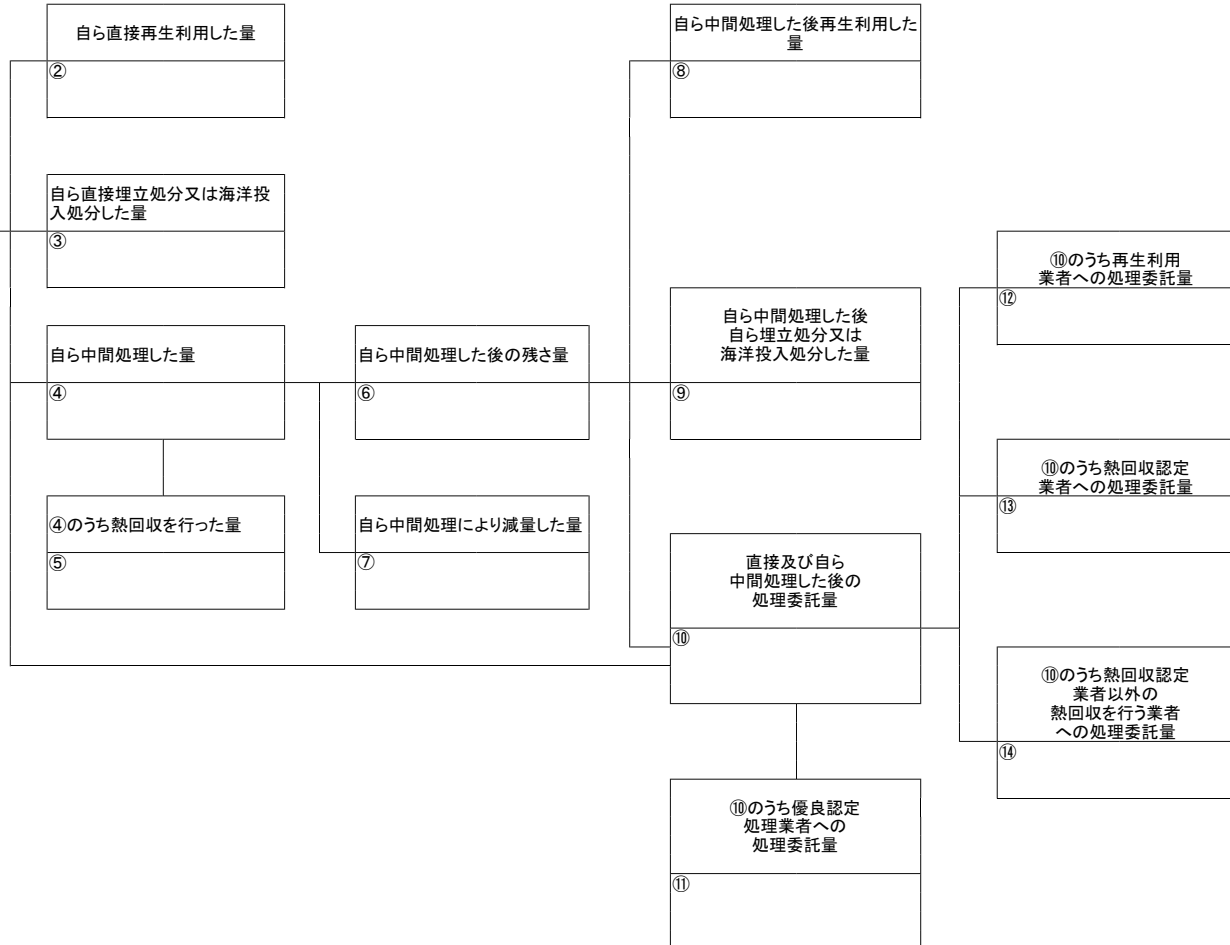 自ら直接再生利用した量
②
自ら直接埋立処分又は海洋投
入処分した量
③
自ら中間処理した量
④
④のうち熱回収を行った量
⑤
自ら中間処理した後の残さ量
⑥
自ら中間処理により減量した量
⑦
自ら中間処理した後再生利用した
量
⑧
自ら中間処理した後
自ら埋立処分又は
海洋投入処分した量
⑨
直接及び自ら
中間処理した後の
処理委託量
⑩
⑩のうち優良認定
処理業者への
処理委託量
⑪
⑩のうち再生利用
業者への処理委託量
⑫
⑩のうち熱回収認定
業者への処理委託量
⑬
⑩のうち熱回収認定
業者以外の
熱回収を行う業者
への処理委託量
⑭